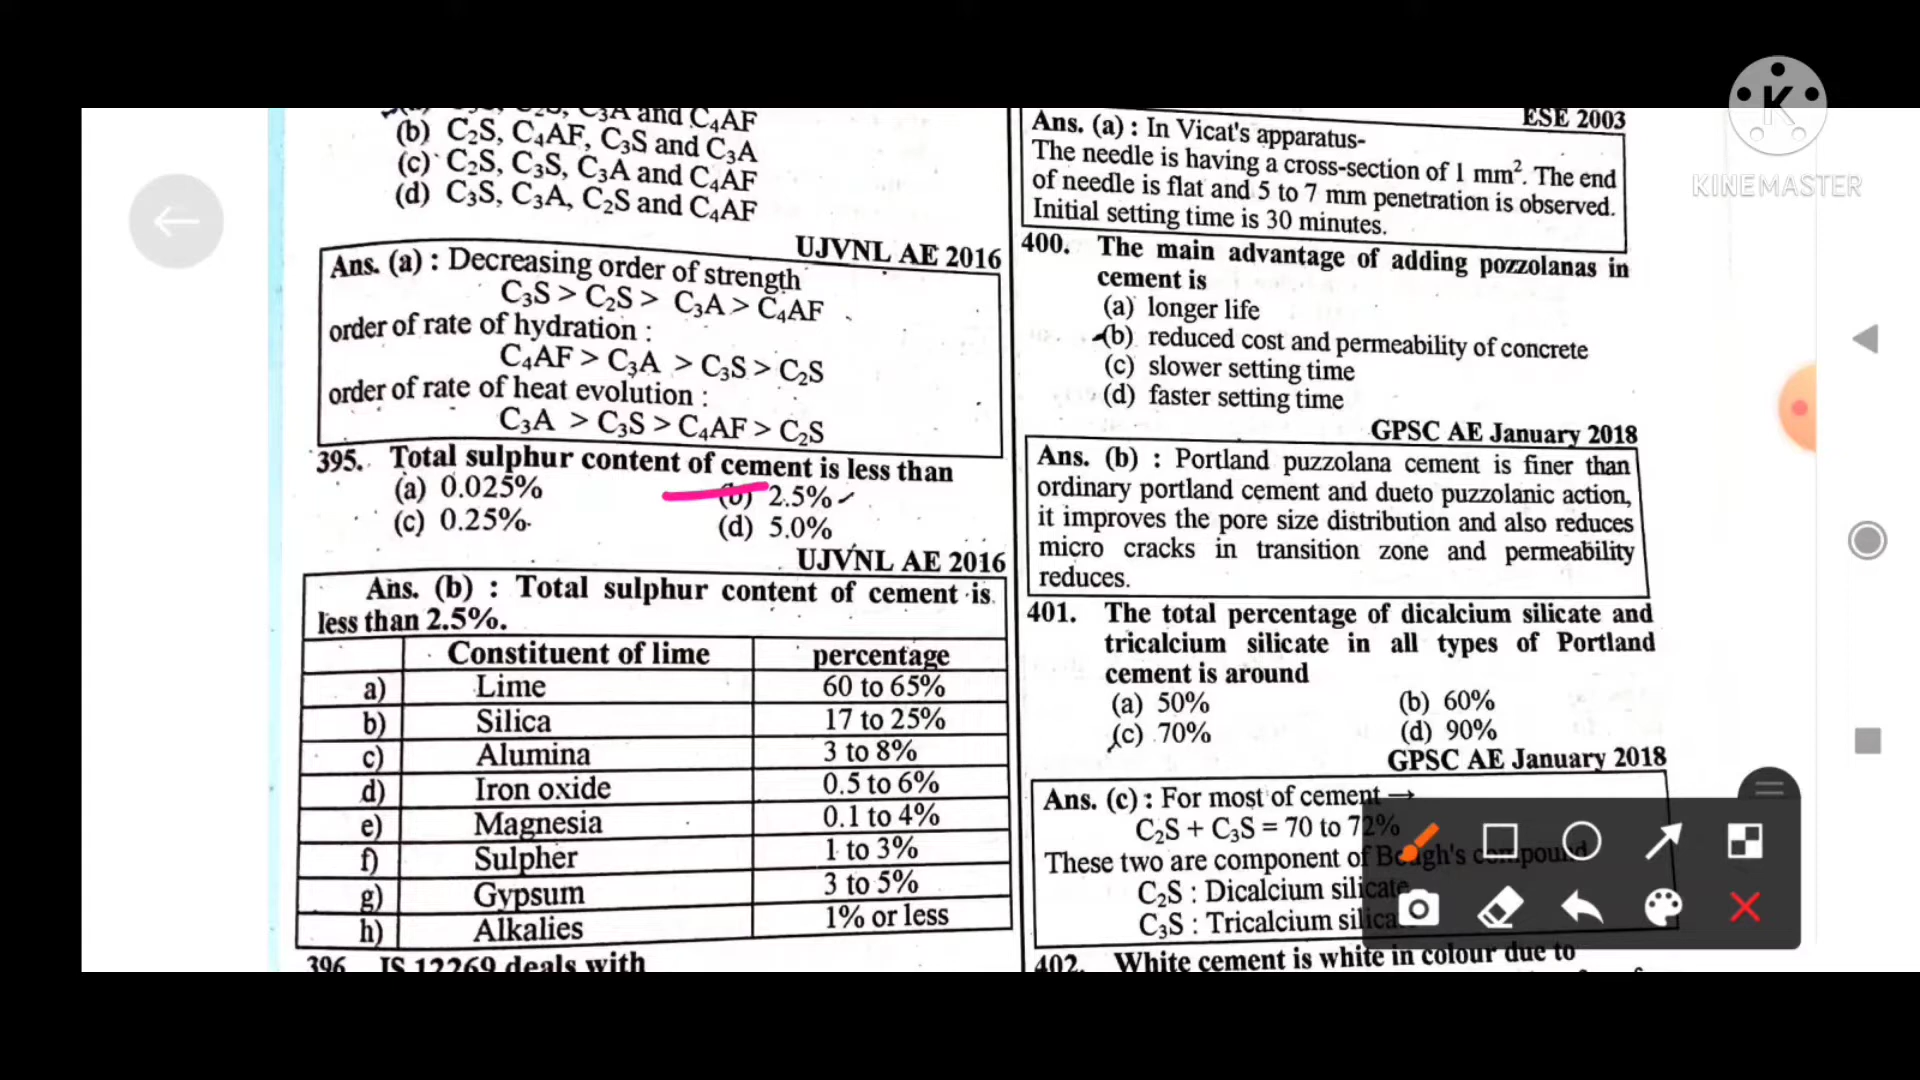 C₃A and C₄AF
(b) C₂S, C₄AF, C₃S and C₃A
(c) C₂S, C₃S, C₃A and C₄AF
(d) C₃S, C₃A, C₂S and C₄AF
UJVNL AE 2016
Ans. (a) : Decreasing order of strength
C₃S > C₂S > C₃A > C₄AF
order of rate of hydration :
C₄AF > C₃A > C₃S > C₂S
order of rate of heat evolution :
C₃A > C₃S > C₄AF > C₂S
395. Total sulphur content of cement is less than
(a) 0.025% (b) 2.5%
(c) 0.25% (d) 5.0%
UJVNL AE 2016
Ans. (b) : Total sulphur content of cement is
less than 2.5%.
Constituent of lime percentage
a) Lime 60 to 65%
b) Silica 17 to 25%
c) Alumina 3 to 8%
d) Iron oxide 0.5 to 6%
e) Magnesia 0.1 to 4%
f) Sulpher 1 to 3%
g) Gypsum 3 to 5%
h) Alkalies 1% or less
396. IS 12269 deals with
ESE 2003
Ans. (a) : In Vicat's apparatus-
The needle is having a cross-section of 1 mm². The end
of needle is flat and 5 to 7 mm penetration is observed.
Initial setting time is 30 minutes.
400. The main advantage of adding pozzolanas in
cement is
(a) longer life
(b) reduced cost and permeability of concrete
(c) slower setting time
(d) faster setting time
GPSC AE January 2018
Ans. (b) : Portland puzzolana cement is finer than
ordinary portland cement and dueto puzzolanic action,
it improves the pore size distribution and also reduces
micro cracks in transition zone and permeability
reduces.
401. The total percentage of dicalcium silicate and
tricalcium silicate in all types of Portland
cement is around
(a) 50% (b) 60%
(c) 70% (d) 90%
GPSC AE January 2018
Ans. (c) : For most of cement →
C₂S + C₃S = 70 to 72%
These two are component of Bough's compound
C₂S : Dicalcium silicate
C₃S : Tricalcium silica
402. White cement is white in colour due to
K
KINEMASTER